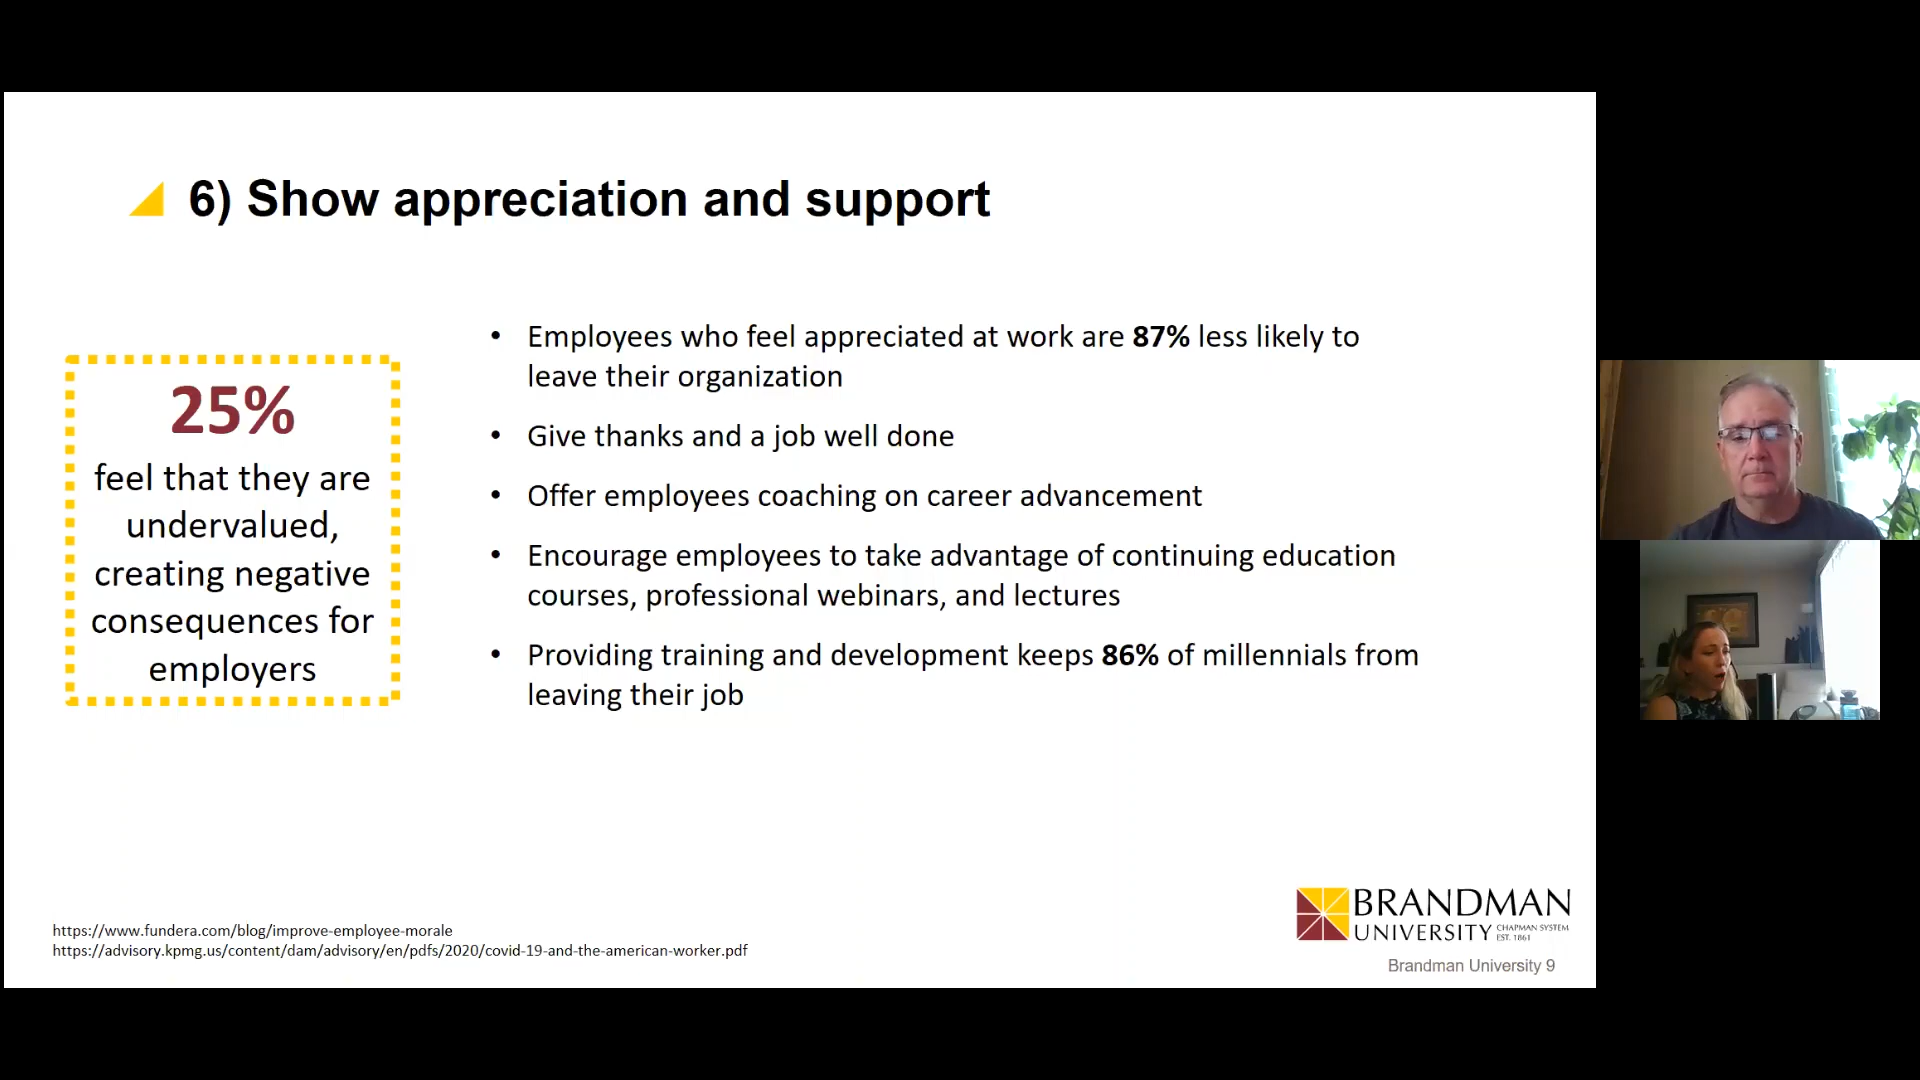 6) Show appreciation and support
25%
feel that they are
undervalued,
creating negative
consequences for
employers
• Employees who feel appreciated at work are 87% less likely to
leave their organization
• Give thanks and a job well done
• Offer employees coaching on career advancement
• Encourage employees to take advantage of continuing education
courses, professional webinars, and lectures
• Providing training and development keeps 86% of millennials from
leaving their job
https://www.fundera.com/blog/improve-employee-morale
https://advisory.kpmg.us/content/dam/advisory/en/pdfs/2020/covid-19-and-the-american-worker.pdf
BRANDMAN
UNIVERSITY
CHAPMAN SYSTEM
EST. 1861
Brandman University 9